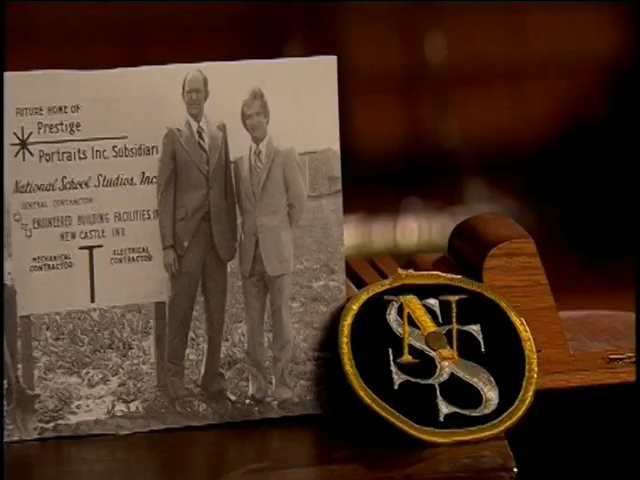 FUTURE HOME OF:
Prestige
Portraits Inc. Subsidiary
National School Studios, Inc.
GENERAL CONTRACTOR
ENGINEERED BUILDING FACILITIES
NEW CASTLE IND.
MECHANICAL CONTRACTOR
ELECTRICAL CONTRACTOR
NSS